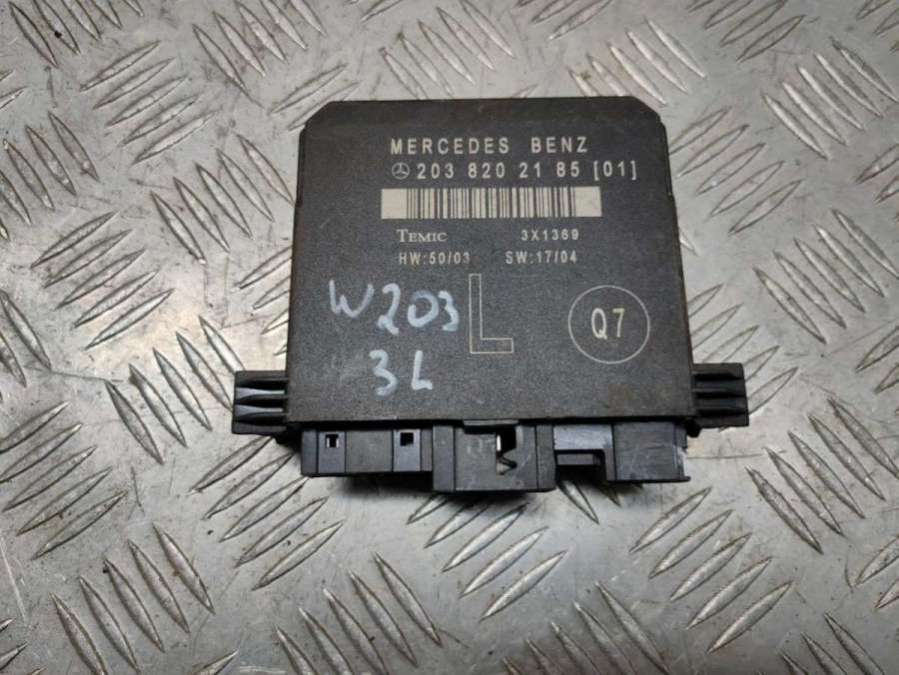 MERCEDES BENZ
203 820 21 85 [01]
TEMIC 3X1369
HW:50/03 SW:17/04
L
Q7
W203
3L